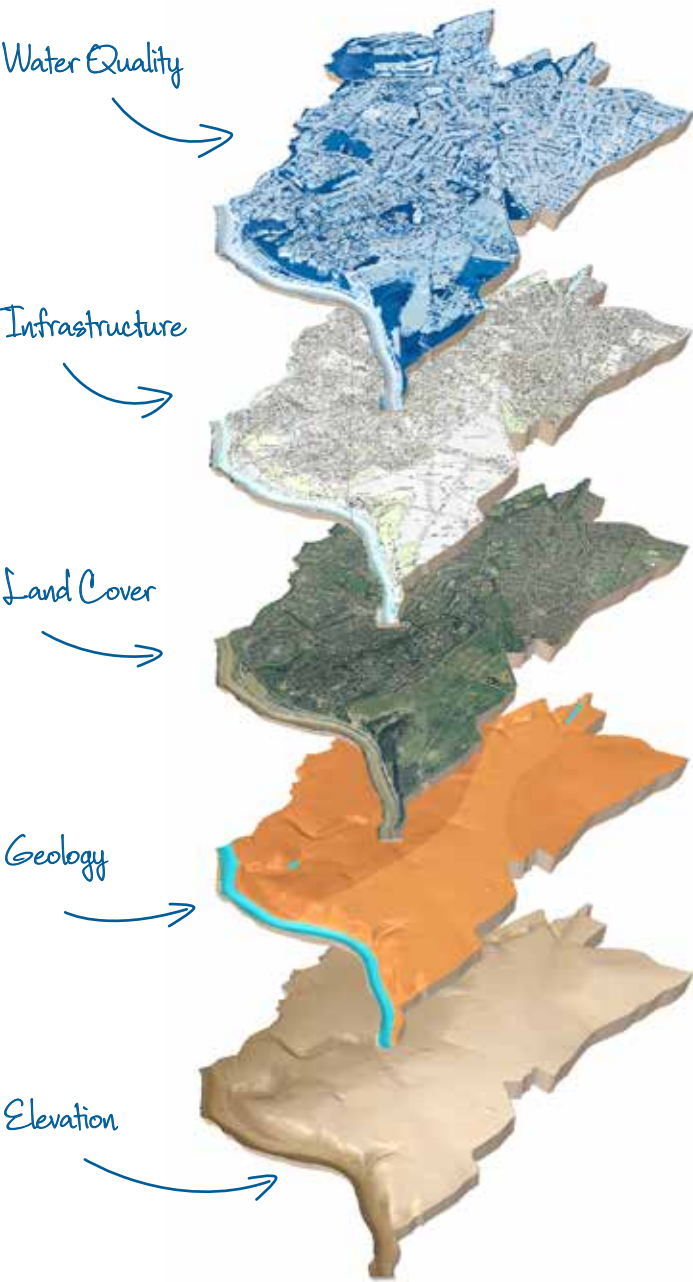 Water Quality
Infrastructure
Land Cover
Geology
Elevation